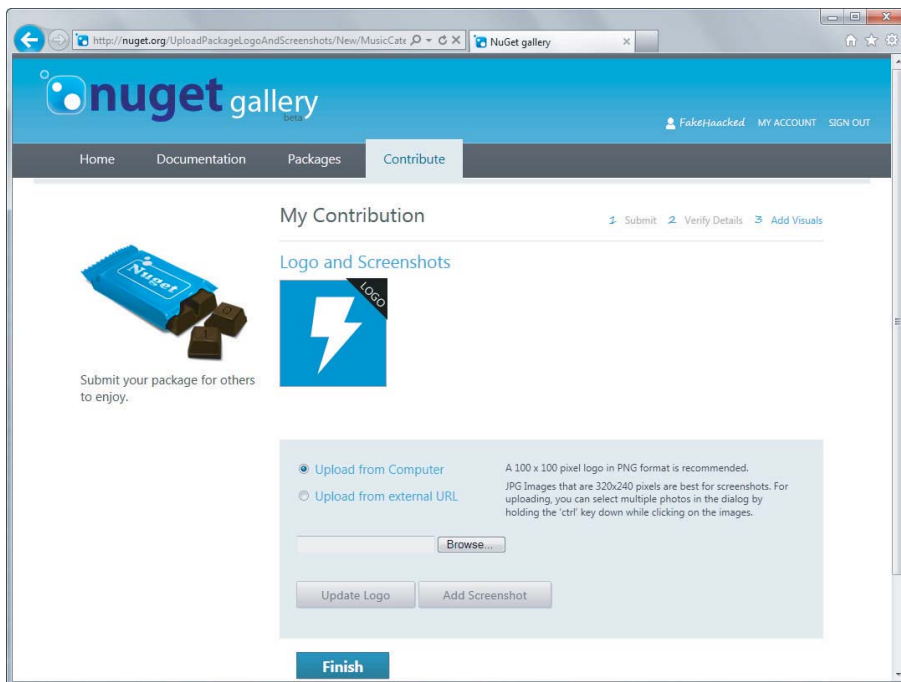 http://nuget.org/UploadPackageLogoAndScreenshots/New/MusicCate
NuGet gallery
nuget gallery
beta
FakeHaacked MY ACCOUNT SIGN OUT
Home Documentation Packages Contribute
My Contribution
1 Submit 2 Verify Details 3 Add Visuals
Logo and Screenshots
LOGO
Nuget
Submit your package for others
to enjoy.
Upload from Computer
Upload from external URL
A 100 x 100 pixel logo in PNG format is recommended.
JPG Images that are 320x240 pixels are best for screenshots. For
uploading, you can select multiple photos in the dialog by
holding the 'ctrl' key down while clicking on the images.
Browse...
Update Logo Add Screenshot
Finish